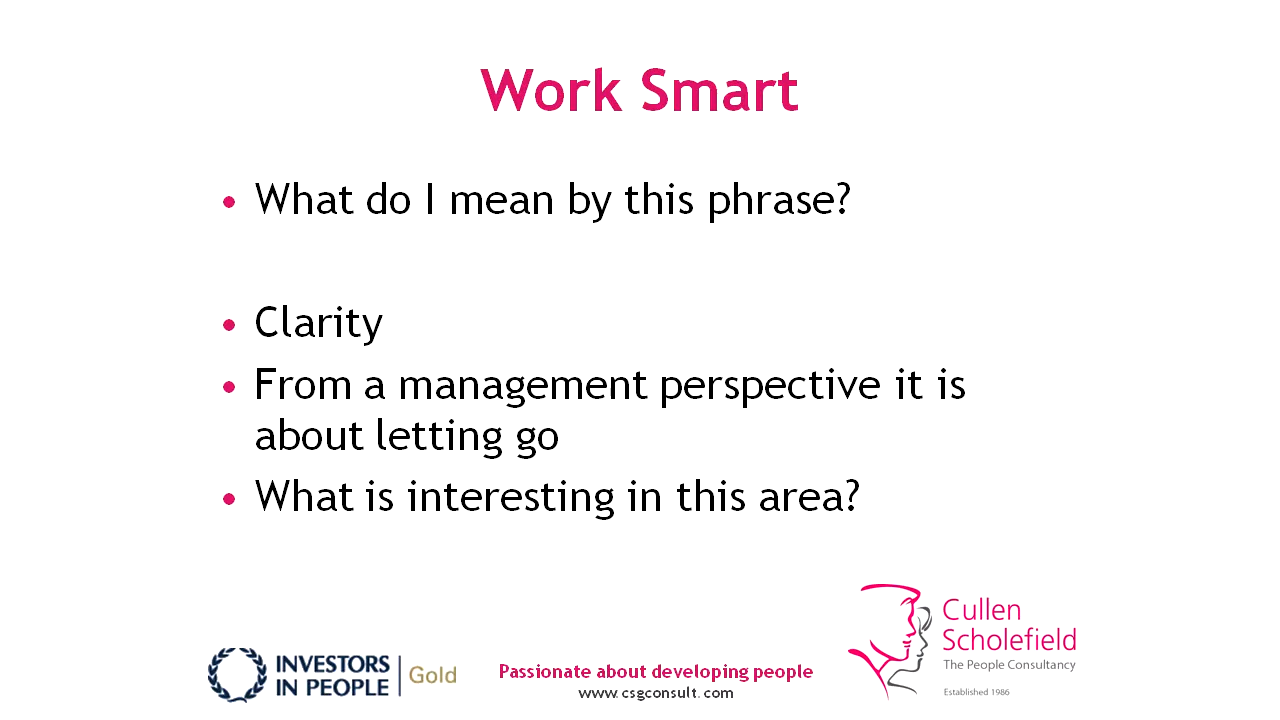 Work Smart
• What do I mean by this phrase?
• Clarity
• From a management perspective it is
about letting go
• What is interesting in this area?
Cullen
Scholefield
The People Consultancy
Established 1986
INVESTORS
IN PEOPLE
Gold
Passionate about developing people
www.csgconsult.com